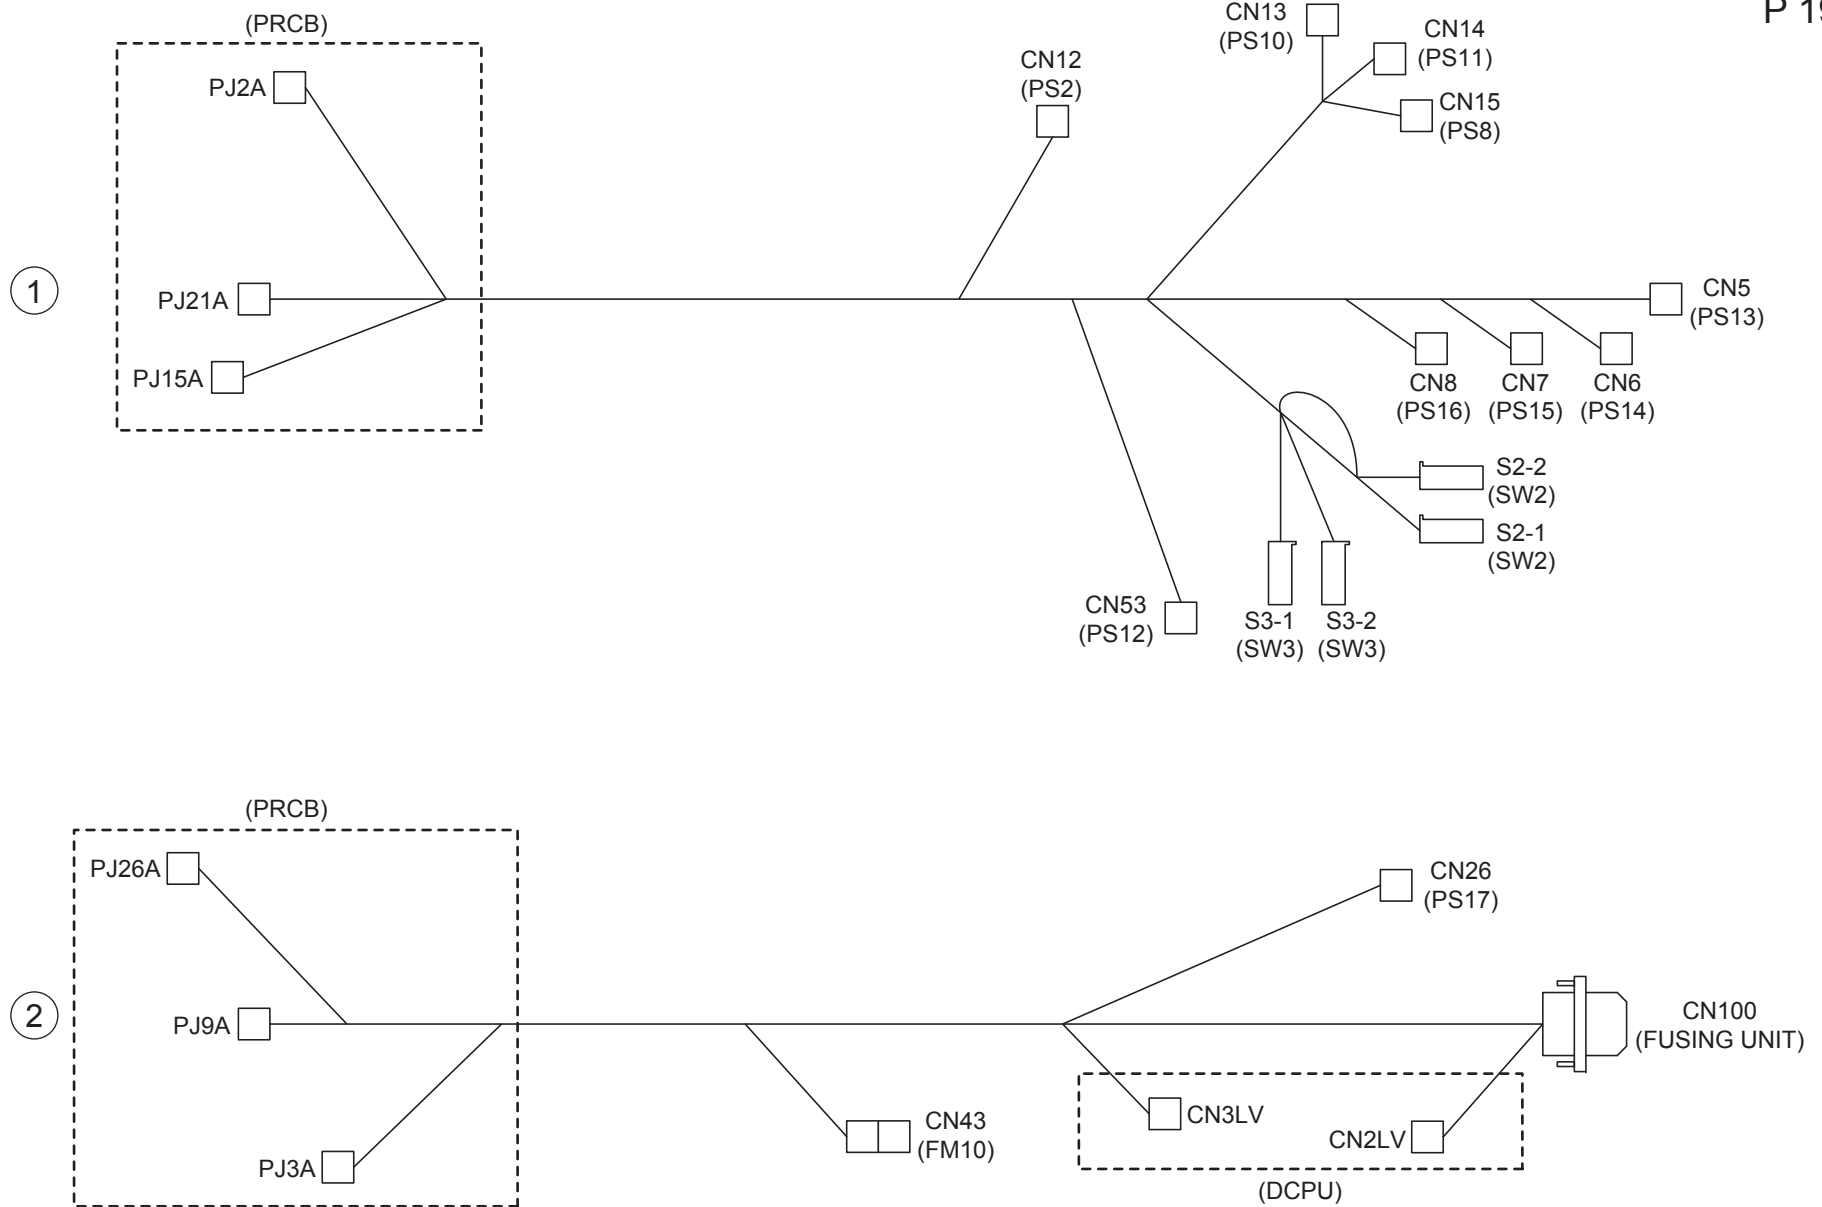 P 19
(PRCB)
PJ2A
PJ21A
PJ15A
1
CN12
(PS2)
CN13
(PS10)
CN14
(PS11)
CN15
(PS8)
CN5
(PS13)
CN8
(PS16)
CN7
(PS15)
CN6
(PS14)
S2-2
(SW2)
S2-1
(SW2)
CN53
(PS12)
S3-1
(SW3)
S3-2
(SW3)
(PRCB)
PJ26A
PJ9A
PJ3A
2
CN26
(PS17)
CN100
(FUSING UNIT)
CN43
(FM10)
CN3LV
CN2LV
(DCPU)